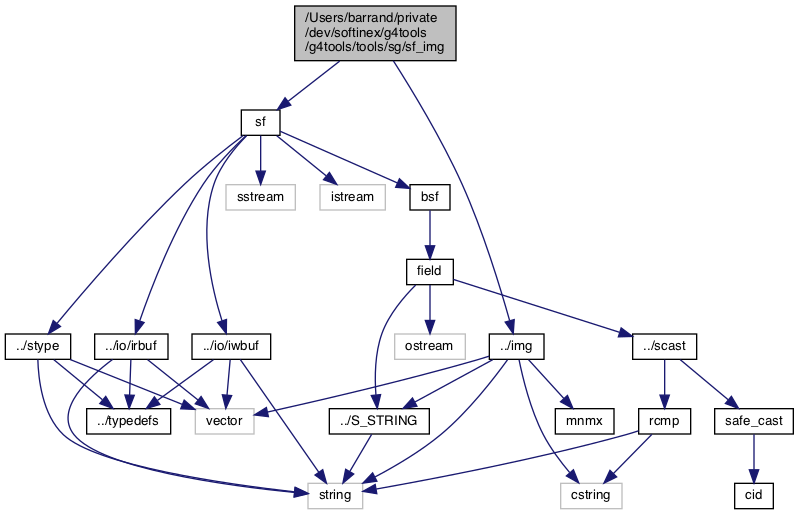 /Users/barrand/private
/dev/softinex/g4tools
/g4tools/tools/sg/sf_img
sf
sstream
istream
bsf
field
../stype
../io/irbuf
../io/iwbuf
ostream
../img
../scast
../typedefs
vector
../S_STRING
mnmx
rcmp
safe_cast
string
cstring
cid